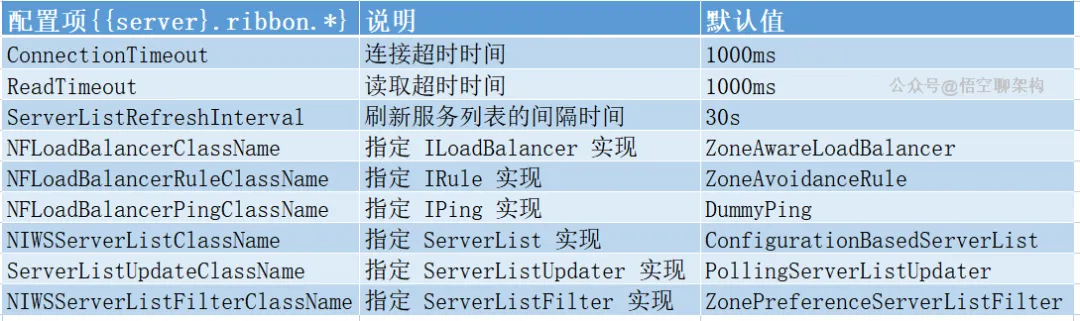 配置项{{server}.ribbon.*} 说明 默认值
ConnectionTimeout 连接超时时间 1000ms
ReadTimeout 读取超时时间 1000ms 公众号@悟空聊架构
ServerListRefreshInterval 刷新服务列表的间隔时间 30s
NFLoadBalancerClassName 指定 ILoadBalancer 实现 ZoneAwareLoadBalancer
NFLoadBalancerRuleClassName 指定 IRule 实现 ZoneAvoidanceRule
NFLoadBalancerPingClassName 指定 IPing 实现 DummyPing
NIWSServerListClassName 指定 ServerList 实现 ConfigurationBasedServerList
ServerListUpdateClassName 指定 ServerListUpdater 实现 PollingServerListUpdater
NIWSServerListFilterClassName 指定 ServerListFilter 实现 ZonePreferenceServerListFilter